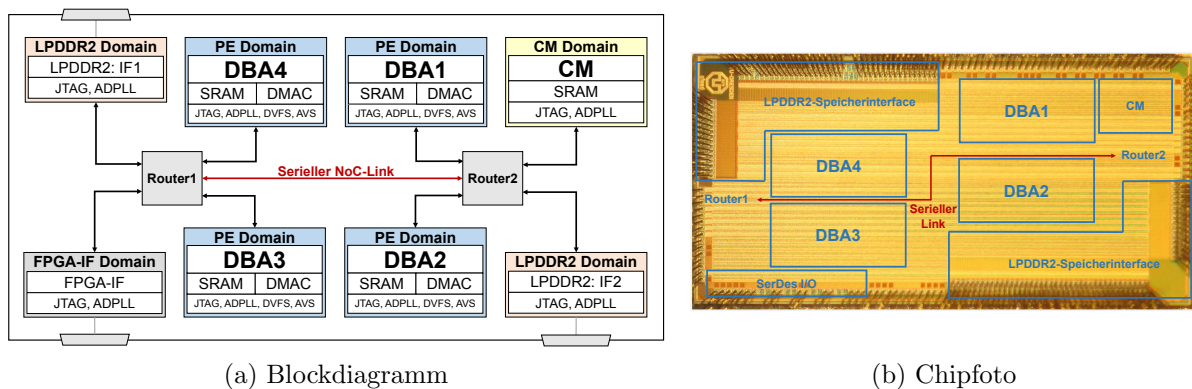 LPDDR2 Domain
LPDDR2: IF1
JTAG, ADPLL
PE Domain
DBA4
SRAM DMAC
JTAG, ADPLL, DVFS, AVS
PE Domain
DBA1
SRAM DMAC
JTAG, ADPLL, DVFS, AVS
CM Domain
CM
SRAM
JTAG, ADPLL
Router1
Serieller NoC-Link
Router2
FPGA-IF Domain
FPGA-IF
JTAG, ADPLL
PE Domain
DBA3
SRAM DMAC
JTAG, ADPLL, DVFS, AVS
PE Domain
DBA2
SRAM DMAC
JTAG, ADPLL, DVFS, AVS
LPDDR2 Domain
LPDDR2: IF2
JTAG, ADPLL
(a) Blockdiagramm
LPDDR2-Speicherinterface
DBA1
CM
DBA4
Router2
DBA2
Router1
Serieller
Link
DBA3
LPDDR2-Speicherinterface
SerDes I/O
(b) Chipfoto